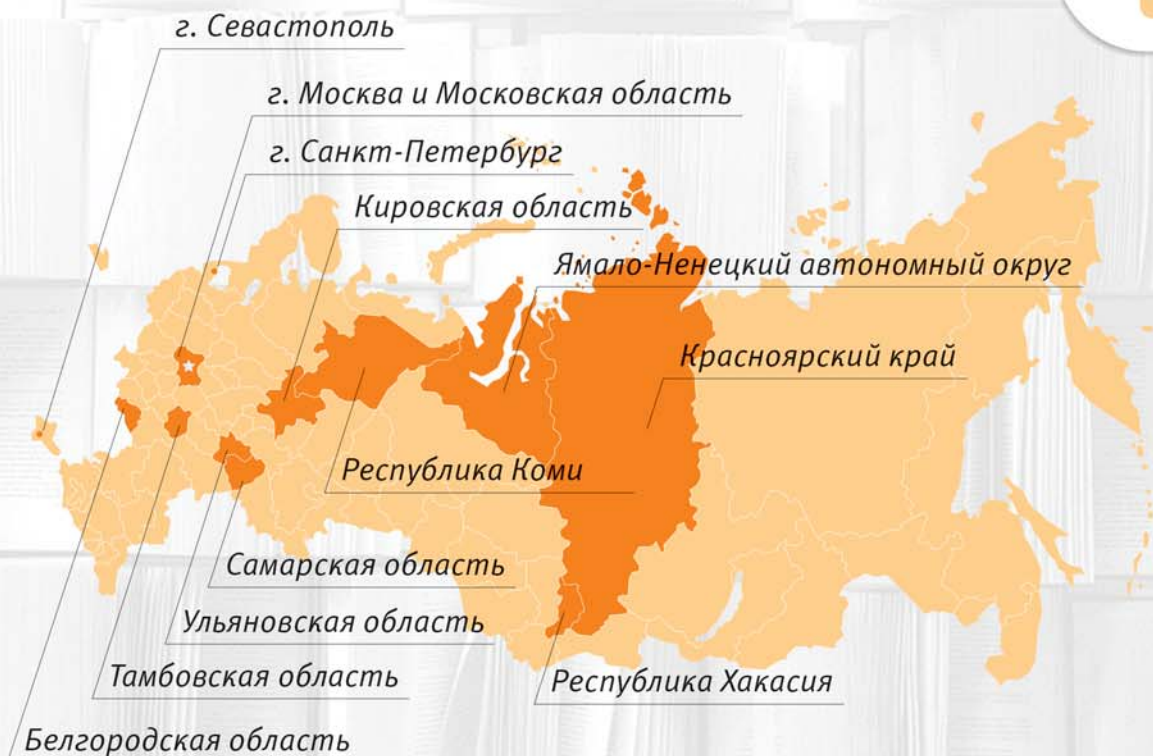 г. Севастополь
г. Москва и Московская область
г. Санкт-Петербург
Кировская область
Ямало-Ненецкий автономный округ
Красноярский край
Республика Коми
Самарская область
Ульяновская область
Тамбовская область
Республика Хакасия
Белгородская область